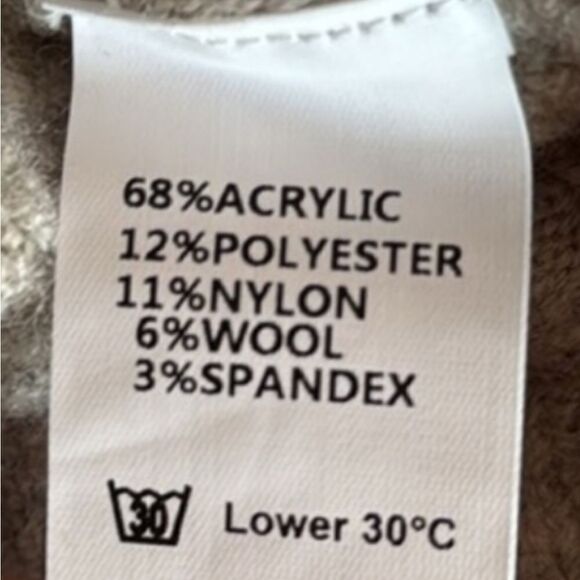 68%ACRYLIC
12%POLYESTER
11%NYLON
6%WOOL
3%SPANDEX
30 Lower 30°C